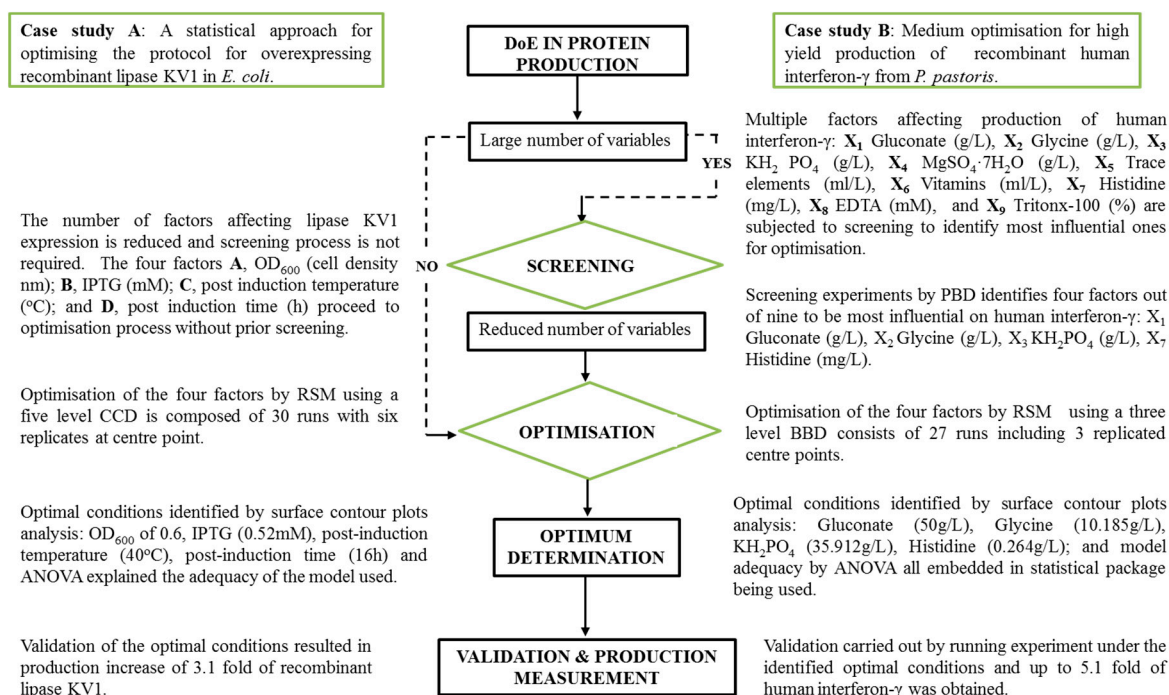 Case study A: A statistical approach for
optimising the protocol for overexpressing
recombinant lipase KV1 in E. coli.
DoE IN PROTEIN
PRODUCTION
Case study B: Medium optimisation for high
yield production of recombinant human
interferon-γ from P. pastoris.
Large number of variables
YES
NO
Multiple factors affecting production of human
interferon-γ: X₁ Gluconate (g/L), X₂ Glycine (g/L), X₃
KH₂ PO₄ (g/L), X₄ MgSO₄·7H₂O (g/L), X₅ Trace
elements (ml/L), X₆ Vitamins (ml/L), X₇ Histidine
(mg/L), X₈ EDTA (mM), and X₉ Tritonx-100 (%) are
subjected to screening to identify most influential ones
for optimisation.
The number of factors affecting lipase KV1
expression is reduced and screening process is not
required. The four factors A, OD₆₀₀ (cell density
nm); B, IPTG (mM); C, post induction temperature
(°C); and D, post induction time (h) proceed to
optimisation process without prior screening.
SCREENING
Reduced number of variables
Screening experiments by PBD identifies four factors out
of nine to be most influential on human interferon-γ: X₁
Gluconate (g/L), X₂ Glycine (g/L), X₃ KH₂PO₄ (g/L), X₇
Histidine (mg/L).
Optimisation of the four factors by RSM using a
five level CCD is composed of 30 runs with six
replicates at centre point.
OPTIMISATION
Optimisation of the four factors by RSM using a three
level BBD consists of 27 runs including 3 replicated
centre points.
Optimal conditions identified by surface contour plots
analysis: OD₆₀₀ of 0.6, IPTG (0.52mM), post-induction
temperature (40°C), post-induction time (16h) and
ANOVA explained the adequacy of the model used.
OPTIMUM
DETERMINATION
Optimal conditions identified by surface contour plots
analysis: Gluconate (50g/L), Glycine (10.185g/L),
KH₂PO₄ (35.912g/L), Histidine (0.264g/L); and model
adequacy by ANOVA all embedded in statistical package
being used.
Validation of the optimal conditions resulted in
production increase of 3.1 fold of recombinant
lipase KV1.
VALIDATION & PRODUCTION
MEASUREMENT
Validation carried out by running experiment under the
identified optimal conditions and up to 5.1 fold of
human interferon-γ was obtained.